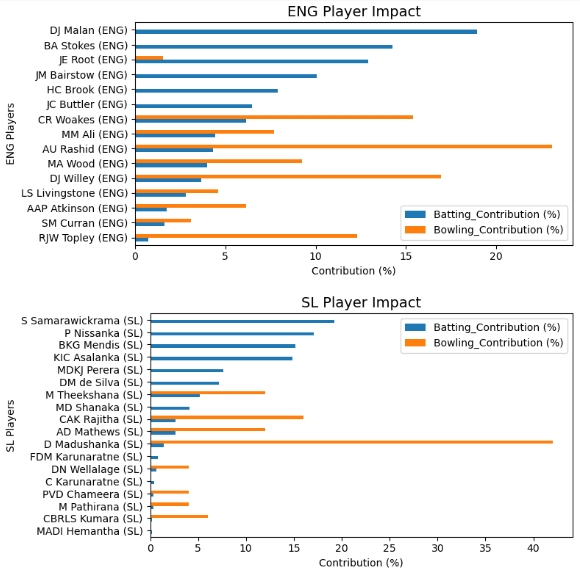 ENG Player Impact
DJ Malan (ENG)
BA Stokes (ENG)
JE Root (ENG)
JM Bairstow (ENG)
HC Brook (ENG)
JC Buttler (ENG)
CR Woakes (ENG)
MM Ali (ENG)
AU Rashid (ENG)
MA Wood (ENG)
DJ Willey (ENG)
LS Livingstone (ENG)
AAP Atkinson (ENG)
SM Curran (ENG)
RJW Topley (ENG)
ENG Players
Batting_Contribution (%)
Bowling_Contribution (%)
0 5 10 15 20
Contribution (%)
SL Player Impact
S Samarawickrama (SL)
P Nissanka (SL)
BKG Mendis (SL)
KIC Asalanka (SL)
MDKJ Perera (SL)
DM de Silva (SL)
M Theekshana (SL)
MD Shanaka (SL)
CAK Rajitha (SL)
AD Mathews (SL)
D Madushanka (SL)
FDM Karunaratne (SL)
DN Wellalage (SL)
C Karunaratne (SL)
PVD Chameera (SL)
M Pathirana (SL)
CBRLS Kumara (SL)
MADI Hemantha (SL)
SL Players
Batting_Contribution (%)
Bowling_Contribution (%)
0 5 10 15 20 25 30 35 40
Contribution (%)